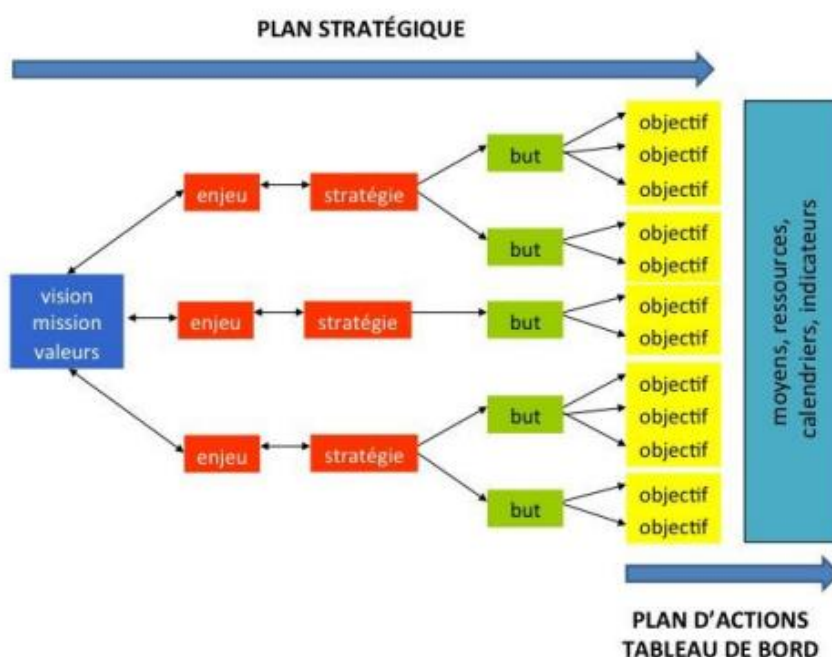 PLAN STRATÉGIQUE
vision
mission
valeurs
enjeu
stratégie
but
objectif
objectif
objectif
but
objectif
objectif
enjeu
stratégie
but
objectif
objectif
enjeu
stratégie
but
objectif
objectif
objectif
but
objectif
objectif
moyens, ressources,
calendriers, indicateurs
PLAN D’ACTIONS
TABLEAU DE BORD